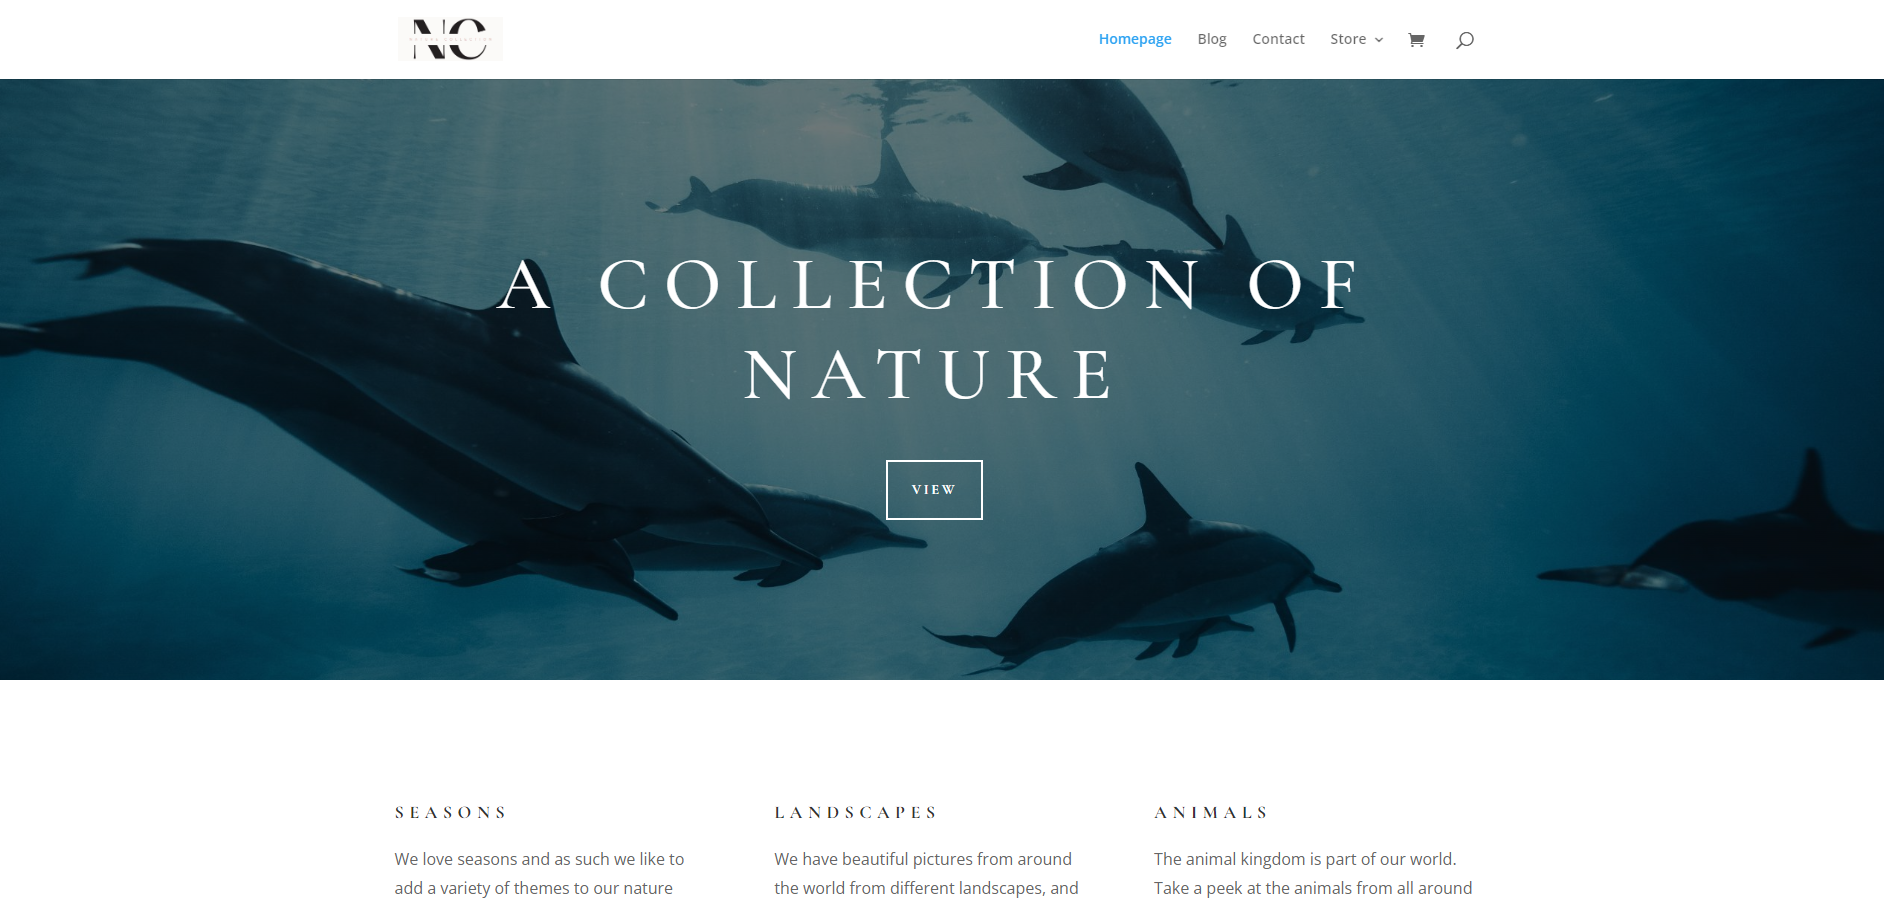 NC
NATURE COLLECTION
Homepage Blog Contact Store
A COLLECTION OF
NATURE
VIEW
SEASONS
We love seasons and as such we like to
add a variety of themes to our nature
LANDSCAPES
We have beautiful pictures from around
the world from different landscapes, and
ANIMALS
The animal kingdom is part of our world.
Take a peek at the animals from all around